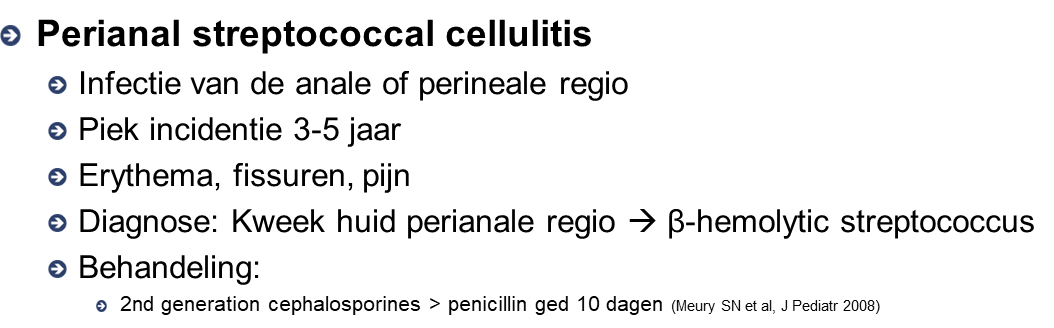 Perianal streptococcal cellulitis
Infectie van de anale of perineale regio
Piek incidentie 3-5 jaar
Erythema, fissuren, pijn
Diagnose: Kweek huid perianale regio → β-hemolytic streptococcus
Behandeling:
2nd generation cephalosporines > penicillin ged 10 dagen (Meury SN et al, J Pediatr 2008)